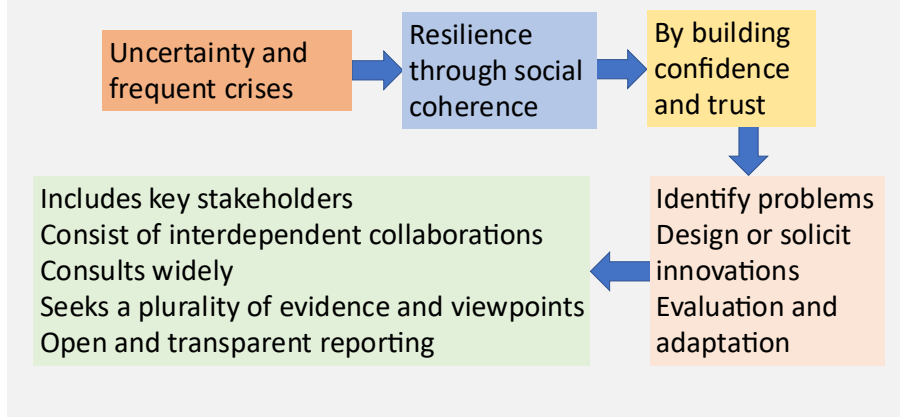 Uncertainty and
frequent crises
Resilience
through social
coherence
By building
confidence
and trust
Identify problems
Design or solicit
innovations
Evaluation and
adaptation
Includes key stakeholders
Consist of interdependent collaborations
Consults widely
Seeks a plurality of evidence and viewpoints
Open and transparent reporting